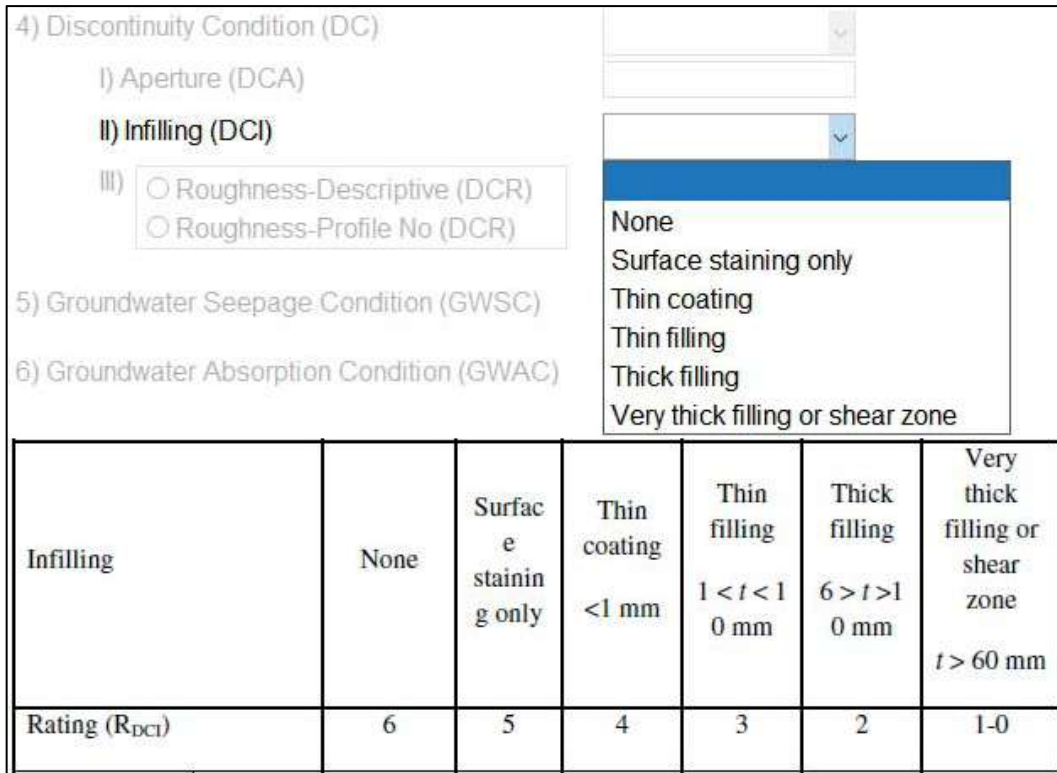 4) Discontinuity Condition (DC)
I) Aperture (DCA)
II) Infilling (DCI)
III)
Roughness-Descriptive (DCR)
Roughness-Profile No (DCR)
None
Surface staining only
Thin coating
Thin filling
Thick filling
Very thick filling or shear zone
5) Groundwater Seepage Condition (GWSC)
6) Groundwater Absorption Condition (GWAC)
Infilling
None
Surfac
e
stainin
g only
Thin
coating
<1 mm
Thin
filling
1 < t < 1
0 mm
Thick
filling
6 > t >1
0 mm
Very
thick
filling or
shear
zone
t > 60 mm
Rating (RDCI) 6 5 4 3 2 1-0